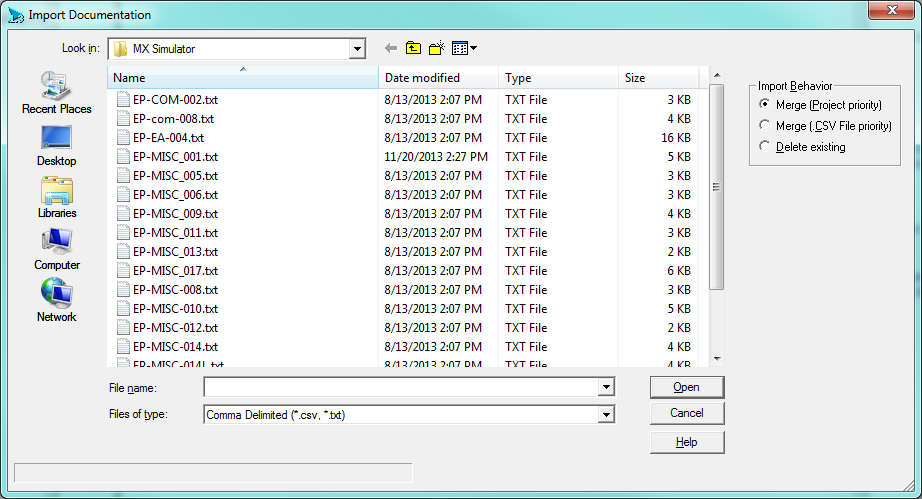 Import Documentation
Look in: MX Simulator
Recent Places
Desktop
Libraries
Computer
Network
Name Date modified Type Size
EP-COM-002.txt 8/13/2013 2:07 PM TXT File 3 KB
EP-com-008.txt 8/13/2013 2:07 PM TXT File 4 KB
EP-EA-004.txt 8/13/2013 2:07 PM TXT File 16 KB
EP-MISC_001.txt 11/20/2013 2:27 PM TXT File 5 KB
EP-MISC_005.txt 8/13/2013 2:07 PM TXT File 3 KB
EP-MISC_006.txt 8/13/2013 2:07 PM TXT File 3 KB
EP-MISC_009.txt 8/13/2013 2:07 PM TXT File 4 KB
EP-MISC_011.txt 8/13/2013 2:07 PM TXT File 3 KB
EP-MISC_013.txt 8/13/2013 2:07 PM TXT File 2 KB
EP-MISC_017.txt 8/13/2013 2:07 PM TXT File 6 KB
EP-MISC-008.txt 8/13/2013 2:07 PM TXT File 3 KB
EP-MISC-010.txt 8/13/2013 2:07 PM TXT File 5 KB
EP-MISC-012.txt 8/13/2013 2:07 PM TXT File 2 KB
EP-MISC-014.txt 8/13/2013 2:07 PM TXT File 4 KB
8/13/2013 2:07 PM TXT File 4 KB
Import Behavior
Merge (Project priority)
Merge (.CSV File priority)
Delete existing
File name:
Open
Files of type: Comma Delimited (*.csv, *.txt)
Cancel
Help